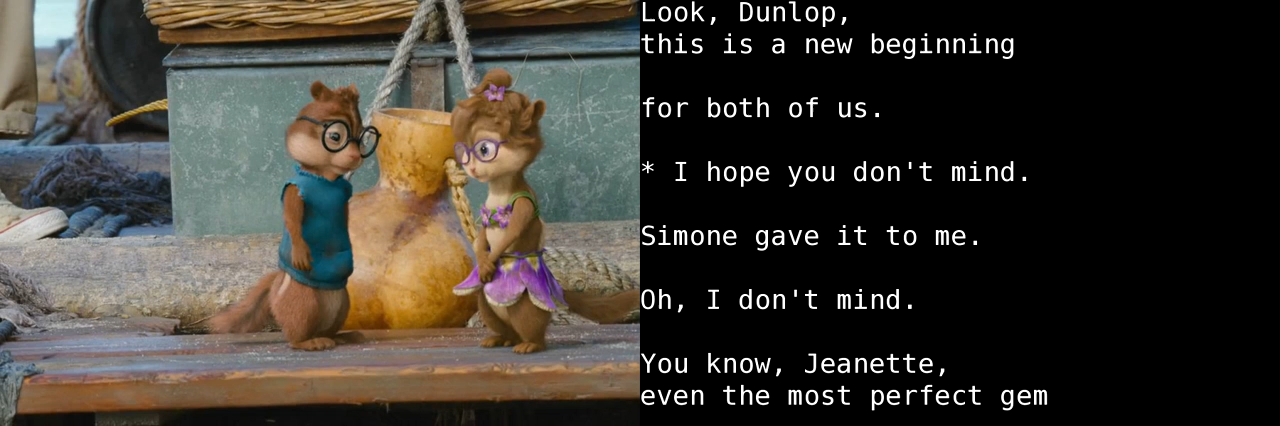 Look, Dunlop,
this is a new beginning
for both of us.
* I hope you don't mind.
Simone gave it to me.
Oh, I don't mind.
You know, Jeanette,
even the most perfect gem